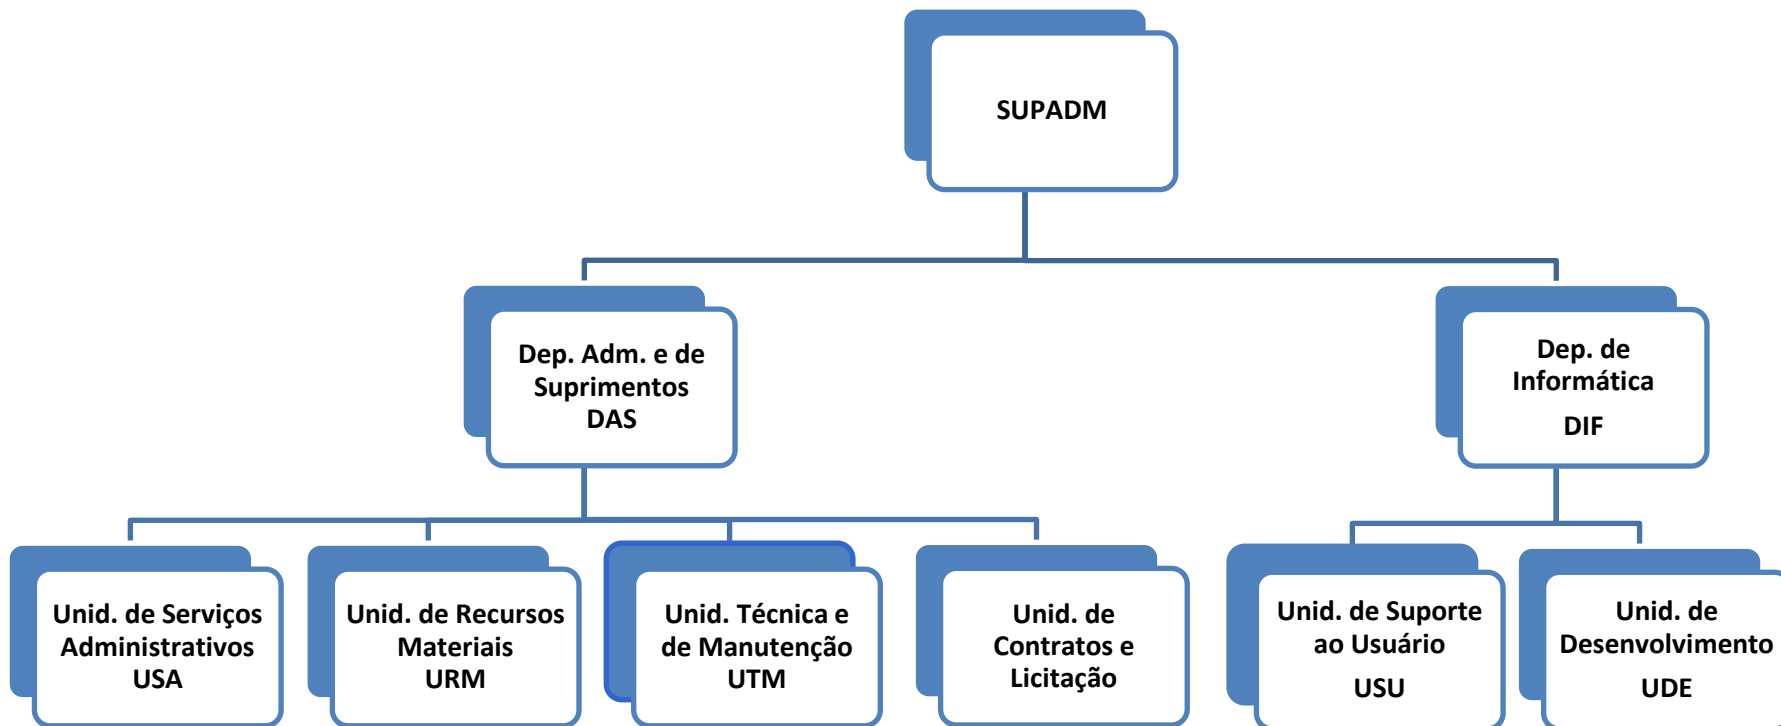 SUPADM
Dep. Adm. e de
Suprimentos
DAS
Dep. de
Informática
DIF
Unid. de Serviços
Administrativos
USA
Unid. de Recursos
Materiais
URM
Unid. Técnica e
de Manutenção
UTM
Unid. de
Contratos e
Licitação
Unid. de Suporte
ao Usuário
USU
Unid. de
Desenvolvimento
UDE